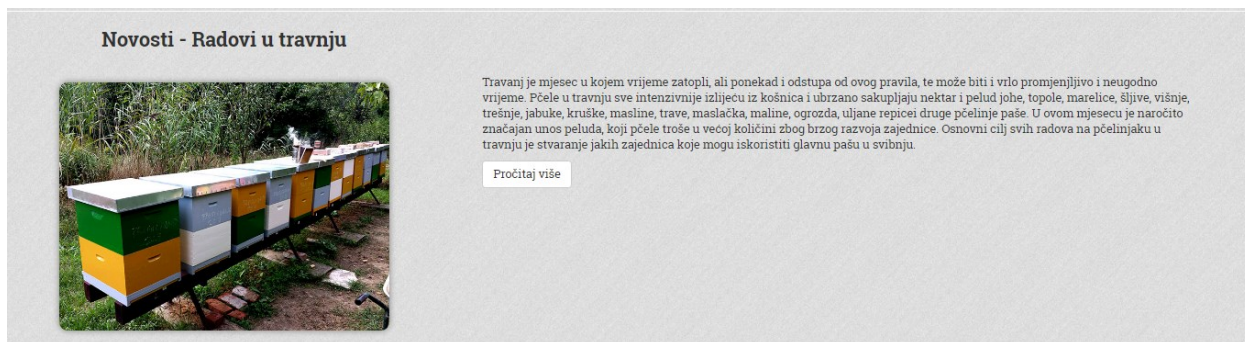 Novosti - Radovi u travnju
Travanj je mjesec u kojem vrijeme zatopli, ali ponekad i odstupa od ovog pravila, te može biti i vrlo promjenjljivo i neugodno
vrijeme. Pčele u travnju sve intenzivnije izlijeću iz košnica i ubrzano sakupljaju nektar i pelud johe, topole, marelice, šljive, višnje,
trešnje, jabuke, kruške, masline, trave, maslačka, maline, ogrozda, uljane repicei druge pčelinje paše. U ovom mjesecu je naročito
značajan unos peluda, koji pčele troše u većoj količini zbog brzog razvoja zajednice. Osnovni cilj svih radova na pčelinjaku u
travnju je stvaranje jakih zajednica koje mogu iskoristiti glavnu pašu u svibnju.
Pročitaj više